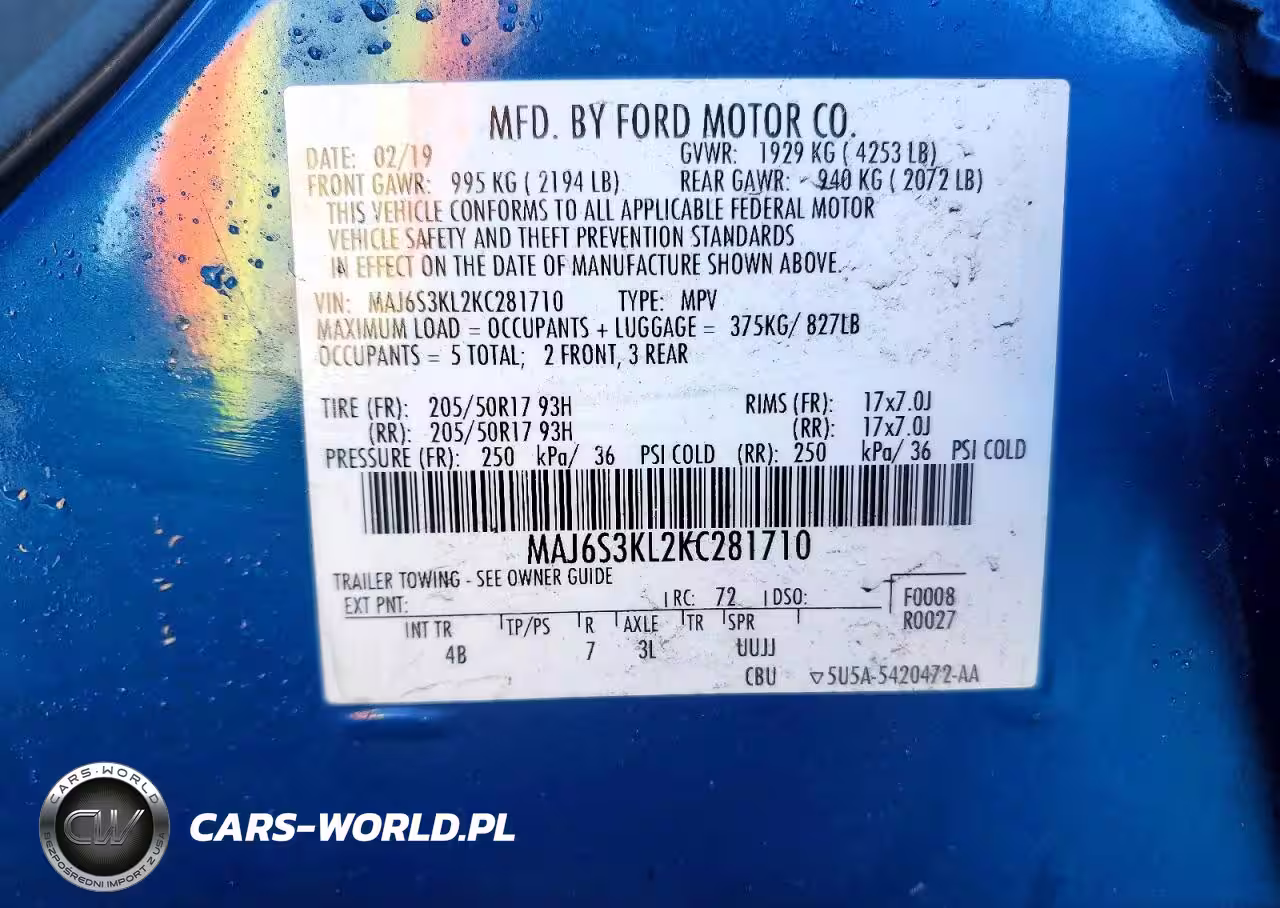 MFD. BY FORD MOTOR CO.
DATE: 02/19 GVWR: 1929 KG ( 4253 LB)
FRONT GAWR: 995 KG ( 2194 LB) REAR GAWR: 940 KG ( 2072 LB)
THIS VEHICLE CONFORMS TO ALL APPLICABLE FEDERAL MOTOR
VEHICLE SAFETY AND THEFT PREVENTION STANDARDS
IN EFFECT ON THE DATE OF MANUFACTURE SHOWN ABOVE.
VIN: MAJ6S3KL2KC281710 TYPE: MPV
MAXIMUM LOAD = OCCUPANTS + LUGGAGE = 375KG/ 827LB
OCCUPANTS = 5 TOTAL; 2 FRONT, 3 REAR
TIRE (FR): 205/50R17 93H RIMS (FR): 17x7.0J
(RR): 205/50R17 93H (RR): 17x7.0J
PRESSURE (FR): 250 kPa/ 36 PSI COLD (RR): 250 kPa/ 36 PSI COLD
MAJ6S3KL2KC281710
TRAILER TOWING - SEE OWNER GUIDE
EXT PNT: RC: 72 DSO: F0008
R0027
INT TR TP/PS R AXLE TR SPR
4B 7 3L UUJJ
CBU ▽5U5A-5420472-AA
CARS-WORLD
CW
BEZPOŚREDNI IMPORT Z USA
CARS-WORLD.PL